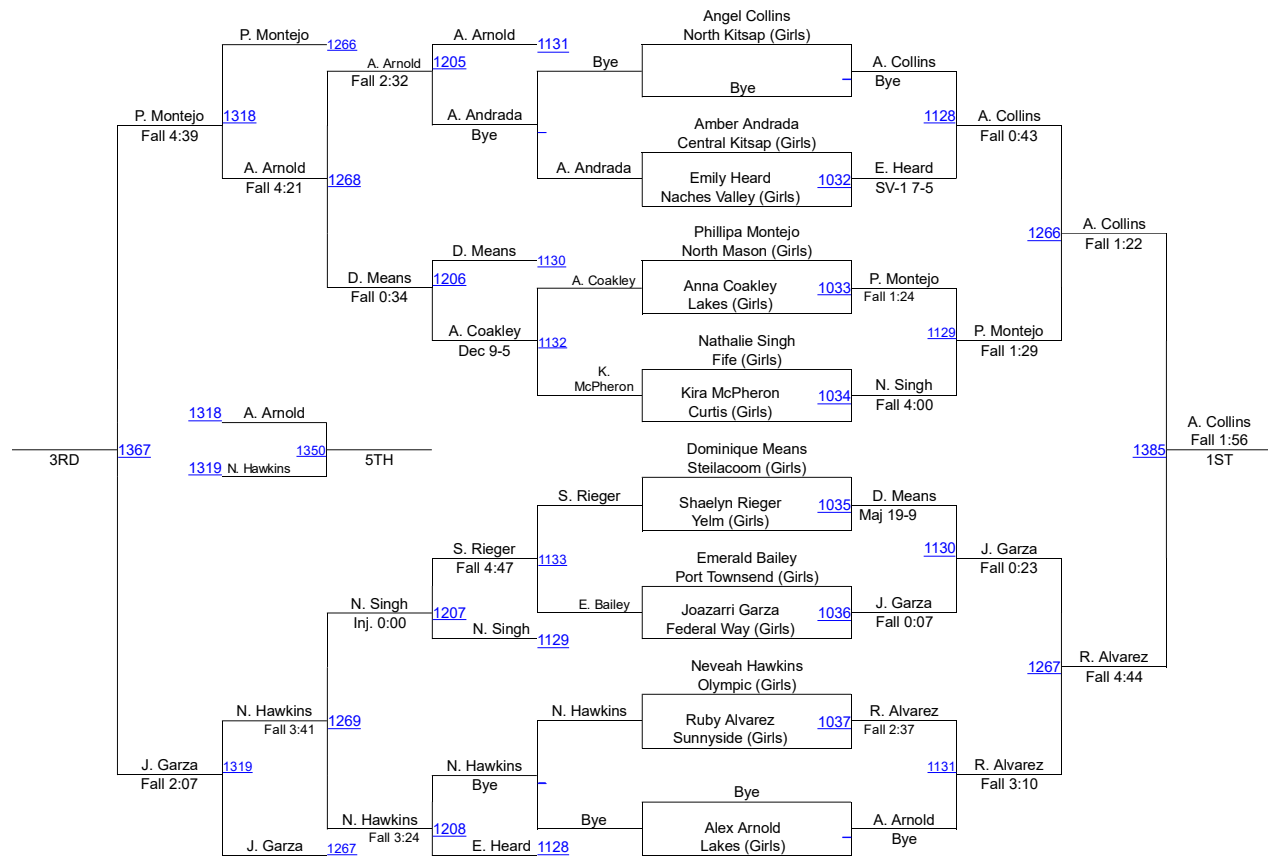 Angel Collins
P. Montejo
A. Arnold
1131
North Kitsap (Girls)
1266
A. Arnold
1205
Bye
A. Collins
Fall 2:32
Bye
Bye
P. Montejo
1318
A. Andrada
Amber Andrada
1128
A. Collins
Fall 4:39
Bye
Central Kitsap (Girls)
Fall 0:43
A. Arnold
1268
A. Andrada
Emily Heard
1032
E. Heard
Fall 4:21
Naches Valley (Girls)
SV-1 7-5
Phillipa Montejo
1266
A. Collins
D. Means
1130
North Mason (Girls)
Fall 1:22
D. Means
1206
A. Coakley
Anna Coakley
1033
P. Montejo
Fall 0:34
Lakes (Girls)
Fall 1:24
A. Coakley
1132
Nathalie Singh
1129
P. Montejo
Dec 9-5
Fife (Girls)
Fall 1:29
K.
McPheron
Kira McPheron
1034
N. Singh
Curtis (Girls)
Fall 4:00
1318
A. Arnold
A. Collins
Fall 1:56
3RD
1367
1350
5TH
Dominique Means
1385
1ST
1319
N. Hawkins
Steilacoom (Girls)
S. Rieger
Shaelyn Rieger
1035
D. Means
Yelm (Girls)
Maj 19-9
S. Rieger
1133
Emerald Bailey
1130
J. Garza
Fall 4:47
Port Townsend (Girls)
Fall 0:23
N. Singh
1207
E. Bailey
Joazarri Garza
1036
J. Garza
Inj. 0:00
Federal Way (Girls)
Fall 0:07
N. Singh
1129
Neveah Hawkins
1267
R. Alvarez
Olympic (Girls)
Fall 4:44
N. Hawkins
1269
N. Hawkins
Ruby Alvarez
1037
R. Alvarez
Fall 3:41
Sunnyside (Girls)
Fall 2:37
J. Garza
1319
N. Hawkins
1131
R. Alvarez
Fall 2:07
Bye
Bye
Fall 3:10
N. Hawkins
1208
Bye
Alex Arnold
A. Arnold
Fall 3:24
Lakes (Girls)
Bye
J. Garza
1267
E. Heard
1128